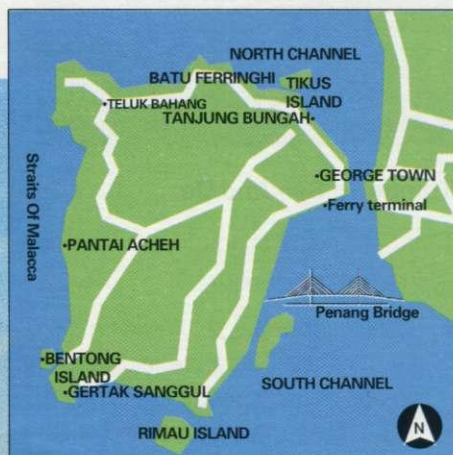 NORTH CHANNEL
BATU FERRINGHI
TIKUS
ISLAND
•TELUK BAHANG
TANJUNG BUNGAH•
•GEORGE TOWN
•Ferry terminal
Straits Of Malacca
•PANTAI ACHEH
Penang Bridge
•BENTONG
ISLAND
•GERTAK SANGGUL
SOUTH CHANNEL
RIMAU ISLAND
N